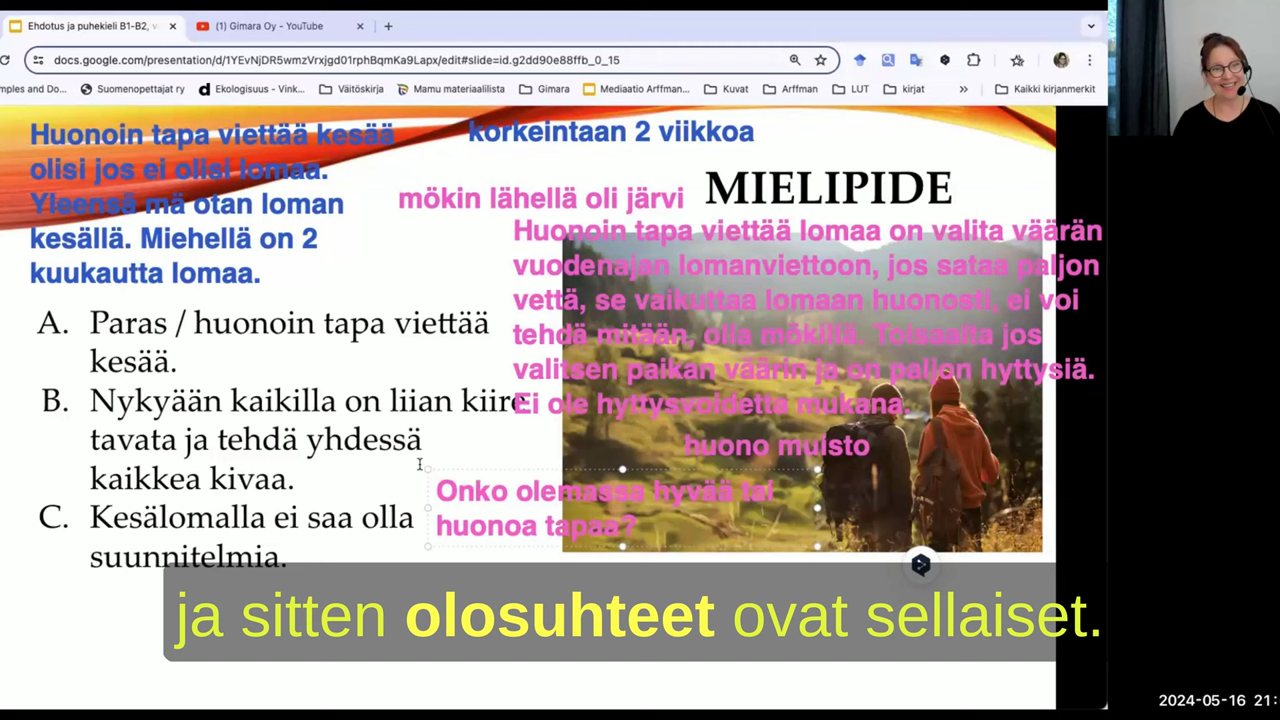 Ehdotus ja puhekieli B1-B2, v
(1) Gimara Oy - YouTube
docs.google.com/presentation/d/1YEvNjDR5wmzVrxjgd01rphBqmKa9Lapx/edit#slide=id.g2dd90e88ffb_0_15
mples and Do...
Suomenopettajat ry
Ekologisuus - Vink...
Väitöskirja
Mamu materiaalista
Gimara
Mediaatio Arffman...
Kuvat
Arffman
LUT
kirjat
»
Kaikki kirjanmerkit
Huonoin tapa viettää kesää
olisi jos ei olisi lomaa.
Yleensä mä otan loman
kesällä. Miehellä on 2
kuukautta lomaa.
korkeintaan 2 viikkoa
mökin lähellä oli järvi
MIELIPIDE
Huonoin tapa viettää lomaa on valita väärän
vuodenajan lomanviettoon, jos sataa paljon
vettä, se vaikuttaa lomaan huonosti, ei voi
tehdä mitään, olla mökillä. Toisaalta jos
valitsen paikan väärin ja on paljon hyttysiä.
Ei ole hyttysvoidetta mukana.
huono muisto
A. Paras / huonoin tapa viettää
kesää.
B. Nykyään kaikilla on liian kiire
tavata ja tehdä yhdessä
kaikkea kivaa.
C. Kesälomalla ei saa olla
suunnitelmia.
Onko olemassa hyvää tai
huonoa tapaa?
ja sitten olosuhteet ovat sellaiset.
2024-05-16 21: